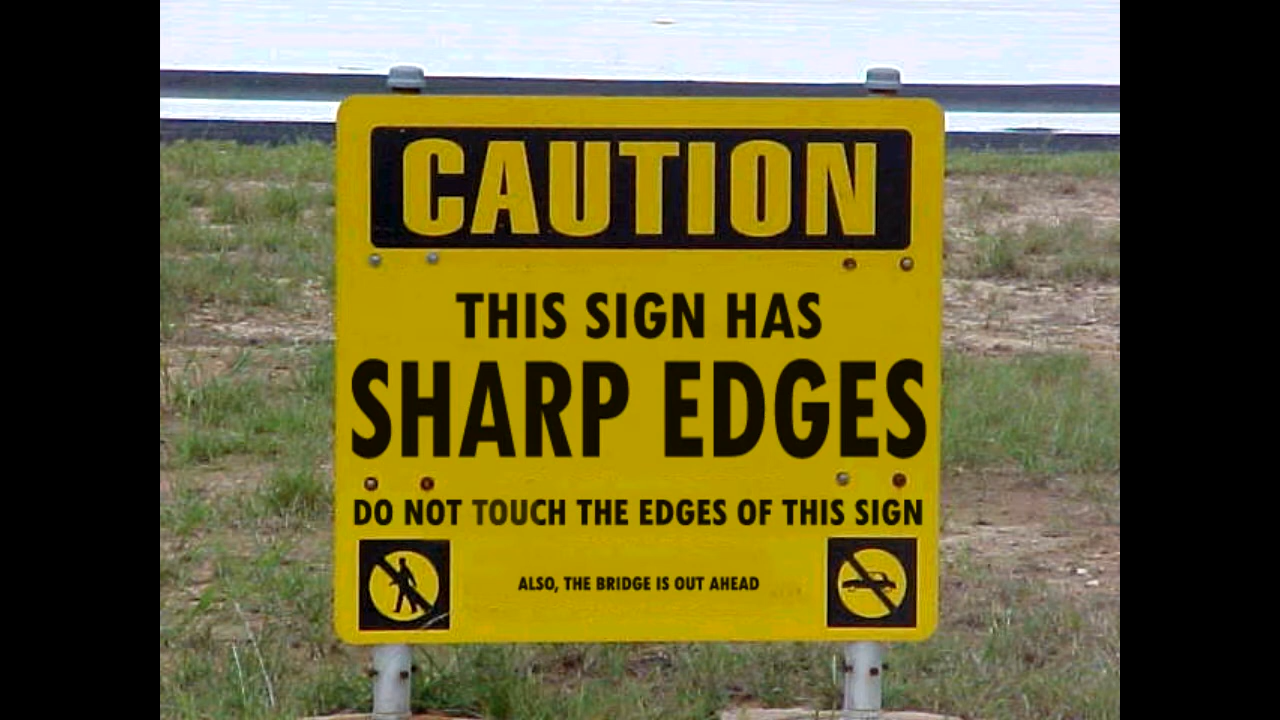 CAUTION
THIS SIGN HAS
SHARP EDGES
DO NOT TOUCH THE EDGES OF THIS SIGN
ALSO, THE BRIDGE IS OUT AHEAD